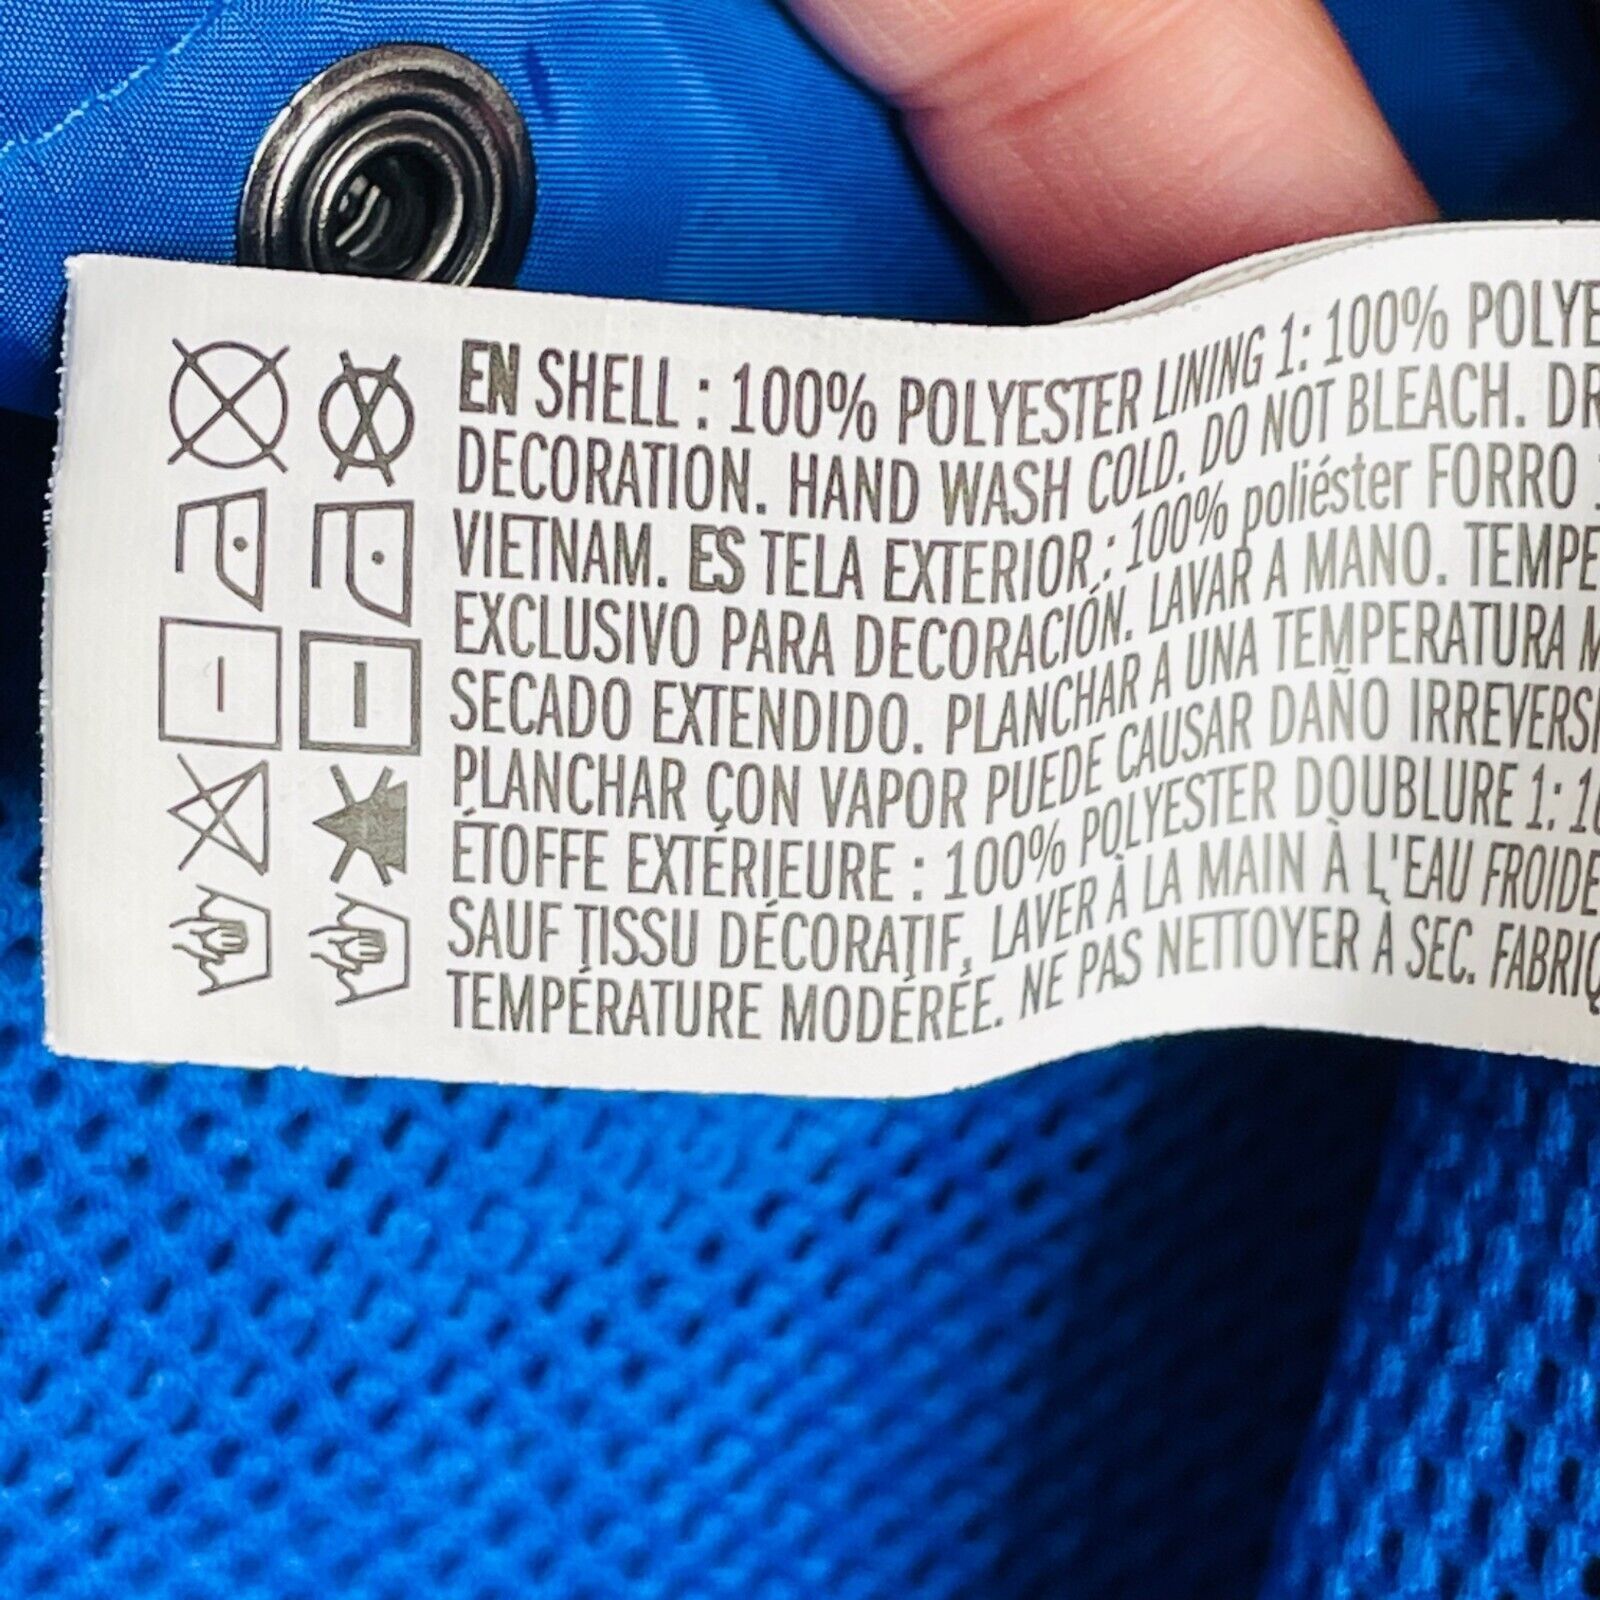 EN SHELL : 100% POLYESTER LINING 1: 100% POLYE
DECORATION. HAND WASH COLD. DO NOT BLEACH. DR
VIETNAM. ES TELA EXTERIOR : 100% poliéster FORRO 1
EXCLUSIVO PARA DECORACIÓN. LAVAR A MANO. TEMPE
SECADO EXTENDIDO. PLANCHAR A UNA TEMPERATURA M
PLANCHAR CON VAPOR PUEDE CAUSAR DAÑO IRREVERSI
ÉTOFFE EXTÉRIEURE : 100% POLYESTER DOUBLURE 1: 10
SAUF TISSU DÉCORATIF. LAVER À LA MAIN À L'EAU FROIDE
TEMPÉRATURE MODÉRÉE. NE PAS NETTOYER À SEC. FABRIQ